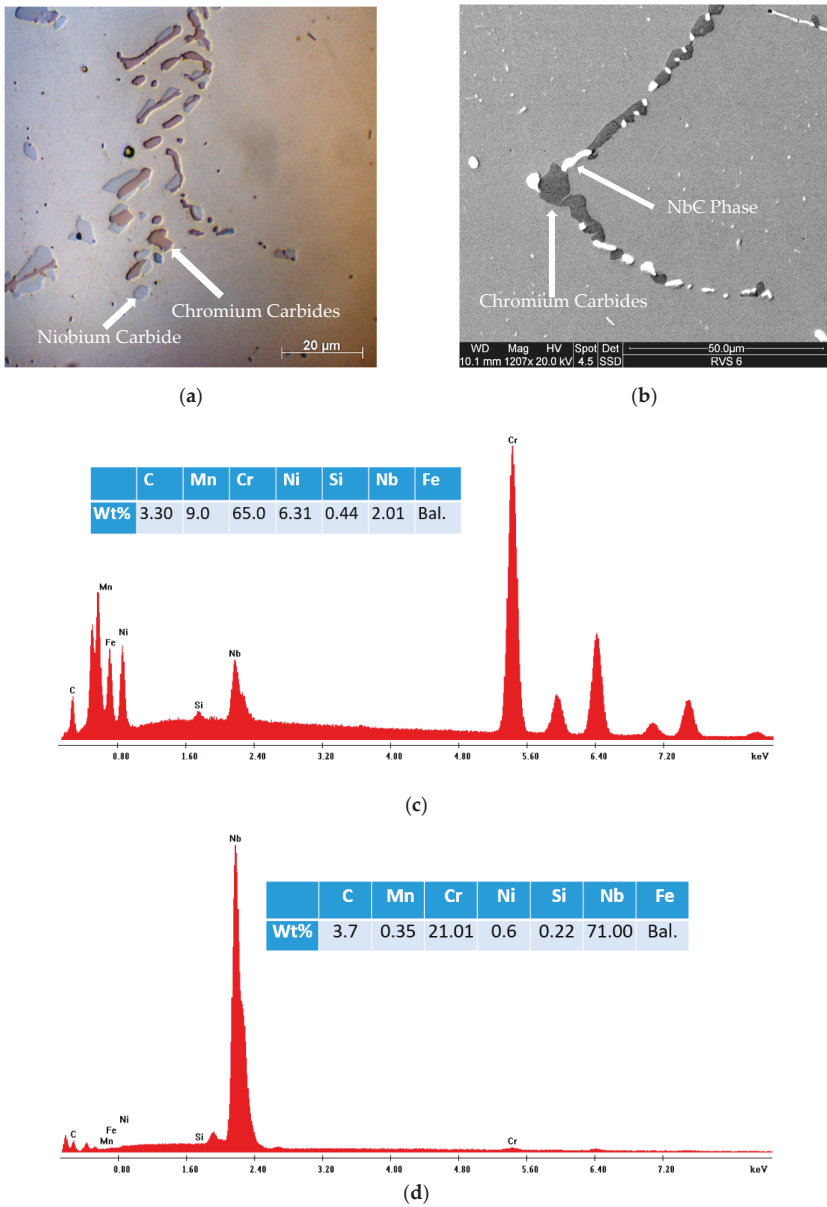 Chromium Carbides
Niobium Carbide
20 µm
NbC Phase
Chromium Carbides
WD Mag HV Spot Det 50.0µm
10.1 mm 1207x 20.0 kV 4.5 SSD RVS 6
(a)
(b)
Cr
C Mn Cr Ni Si Nb Fe
Wt% 3.30 9.0 65.0 6.31 0.44 2.01 Bal.
Mn
Fe
Ni
Nb
C
Si
0.80 1.60 2.40 3.20 4.00 4.80 5.60 6.40 7.20 keV
(c)
Nb
C Mn Cr Ni Si Nb Fe
Wt% 3.7 0.35 21.01 0.6 0.22 71.00 Bal.
Ni
Fe
C
Mn
Si
Cr
0.80 1.60 2.40 3.20 4.00 4.80 5.60 6.40 7.20 keV
(d)